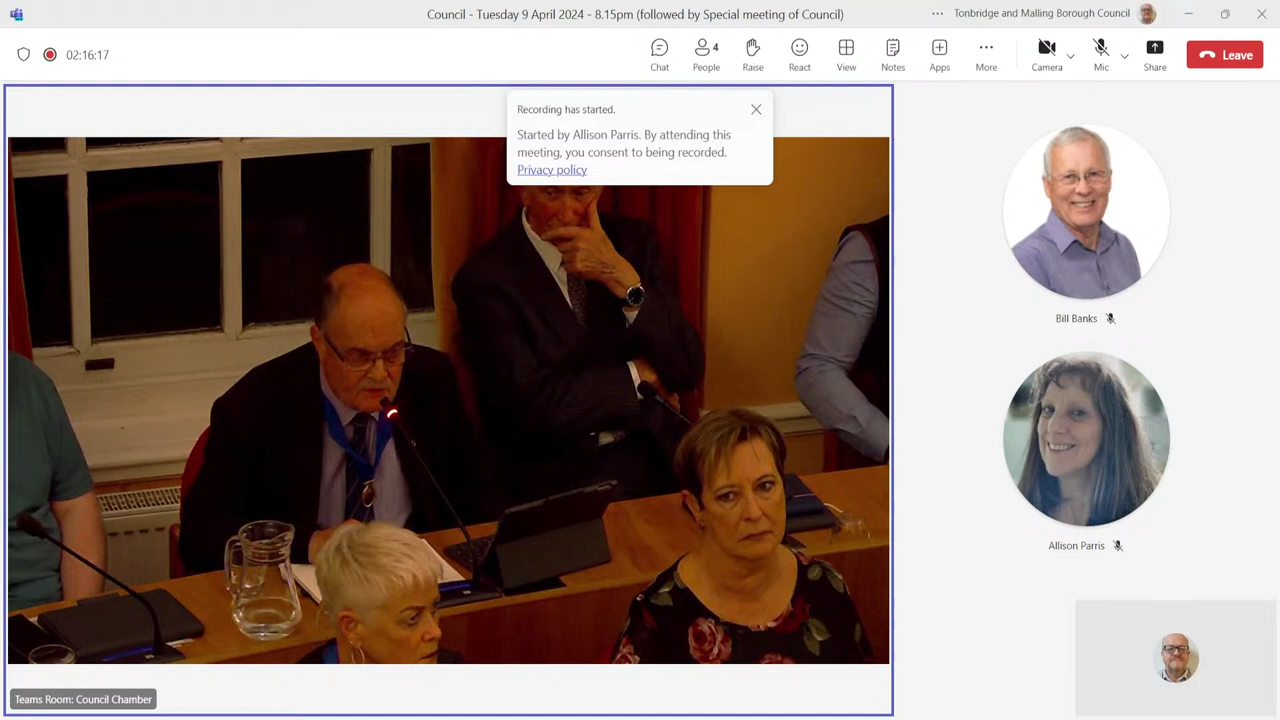 Council - Tuesday 9 April 2024 - 8.15pm (followed by Special meeting of Council)
Tonbridge and Malling Borough Council
02:16:17
4
Chat
People
Raise
React
View
Notes
Apps
More
Camera
Mic
Share
Leave
Recording has started.
Started by Allison Parris. By attending this
meeting, you consent to being recorded.
Privacy policy
Bill Banks
Allison Parris
Teams Room: Council Chamber